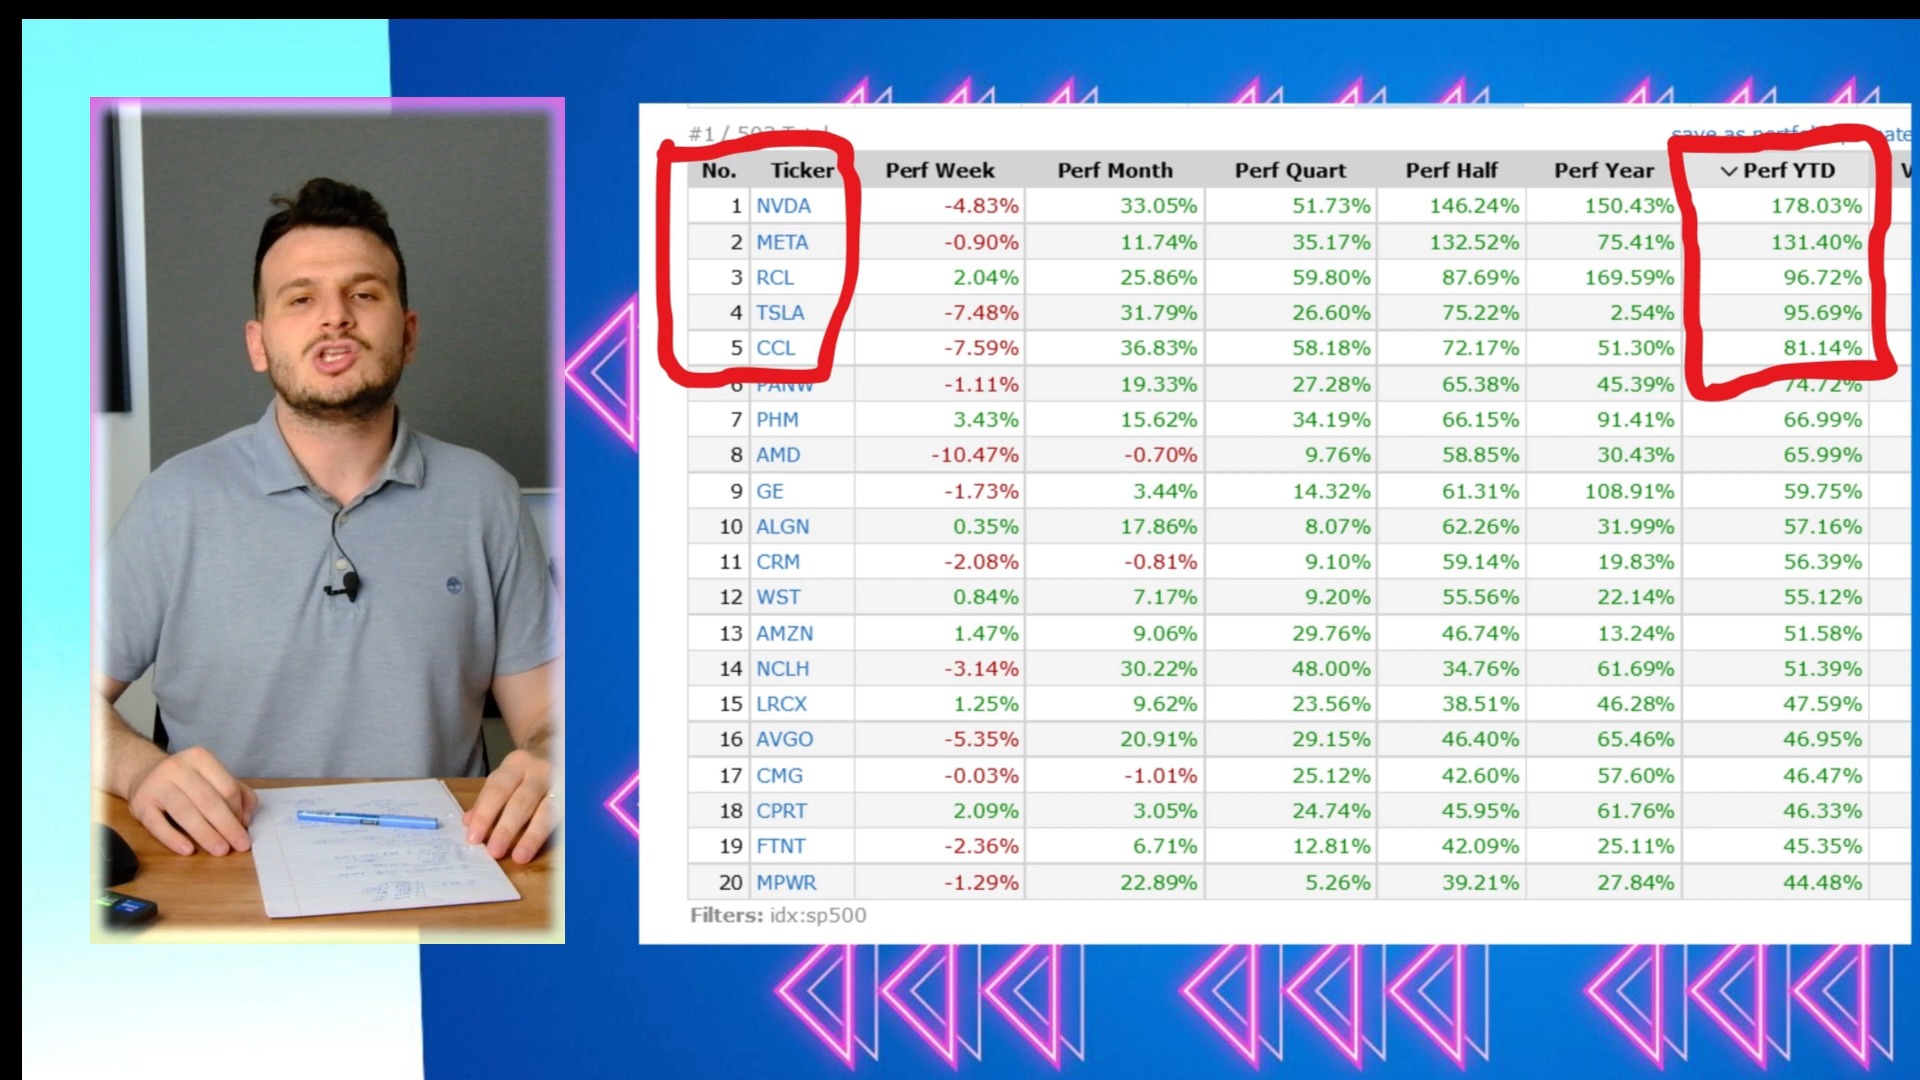 #1 / 503 Total
save as portfolio
No. Ticker Perf Week Perf Month Perf Quart Perf Half Perf Year Perf YTD
1 NVDA -4.83% 33.05% 51.73% 146.24% 150.43% 178.03%
2 META -0.90% 11.74% 35.17% 132.52% 75.41% 131.40%
3 RCL 2.04% 25.86% 59.80% 87.69% 169.59% 96.72%
4 TSLA -7.48% 31.79% 26.60% 75.22% 2.54% 95.69%
5 CCL -7.59% 36.83% 58.18% 72.17% 51.30% 81.14%
6 PANW -1.11% 19.33% 27.28% 65.38% 45.39% 74.72%
7 PHM 3.43% 15.62% 34.19% 66.15% 91.41% 66.99%
8 AMD -10.47% -0.70% 9.76% 58.85% 30.43% 65.99%
9 GE -1.73% 3.44% 14.32% 61.31% 108.91% 59.75%
10 ALGN 0.35% 17.86% 8.07% 62.26% 31.99% 57.16%
11 CRM -2.08% -0.81% 9.10% 59.14% 19.83% 56.39%
12 WST 0.84% 7.17% 9.20% 55.56% 22.14% 55.12%
13 AMZN 1.47% 9.06% 29.76% 46.74% 13.24% 51.58%
14 NCLH -3.14% 30.22% 48.00% 34.76% 61.69% 51.39%
15 LRCX 1.25% 9.62% 23.56% 38.51% 46.28% 47.59%
16 AVGO -5.35% 20.91% 29.15% 46.40% 65.46% 46.95%
17 CMG -0.03% -1.01% 25.12% 42.60% 57.60% 46.47%
18 CPRT 2.09% 3.05% 24.74% 45.95% 61.76% 46.33%
19 FTNT -2.36% 6.71% 12.81% 42.09% 25.11% 45.35%
20 MPWR -1.29% 22.89% 5.26% 39.21% 27.84% 44.48%
Filters: idx:sp500